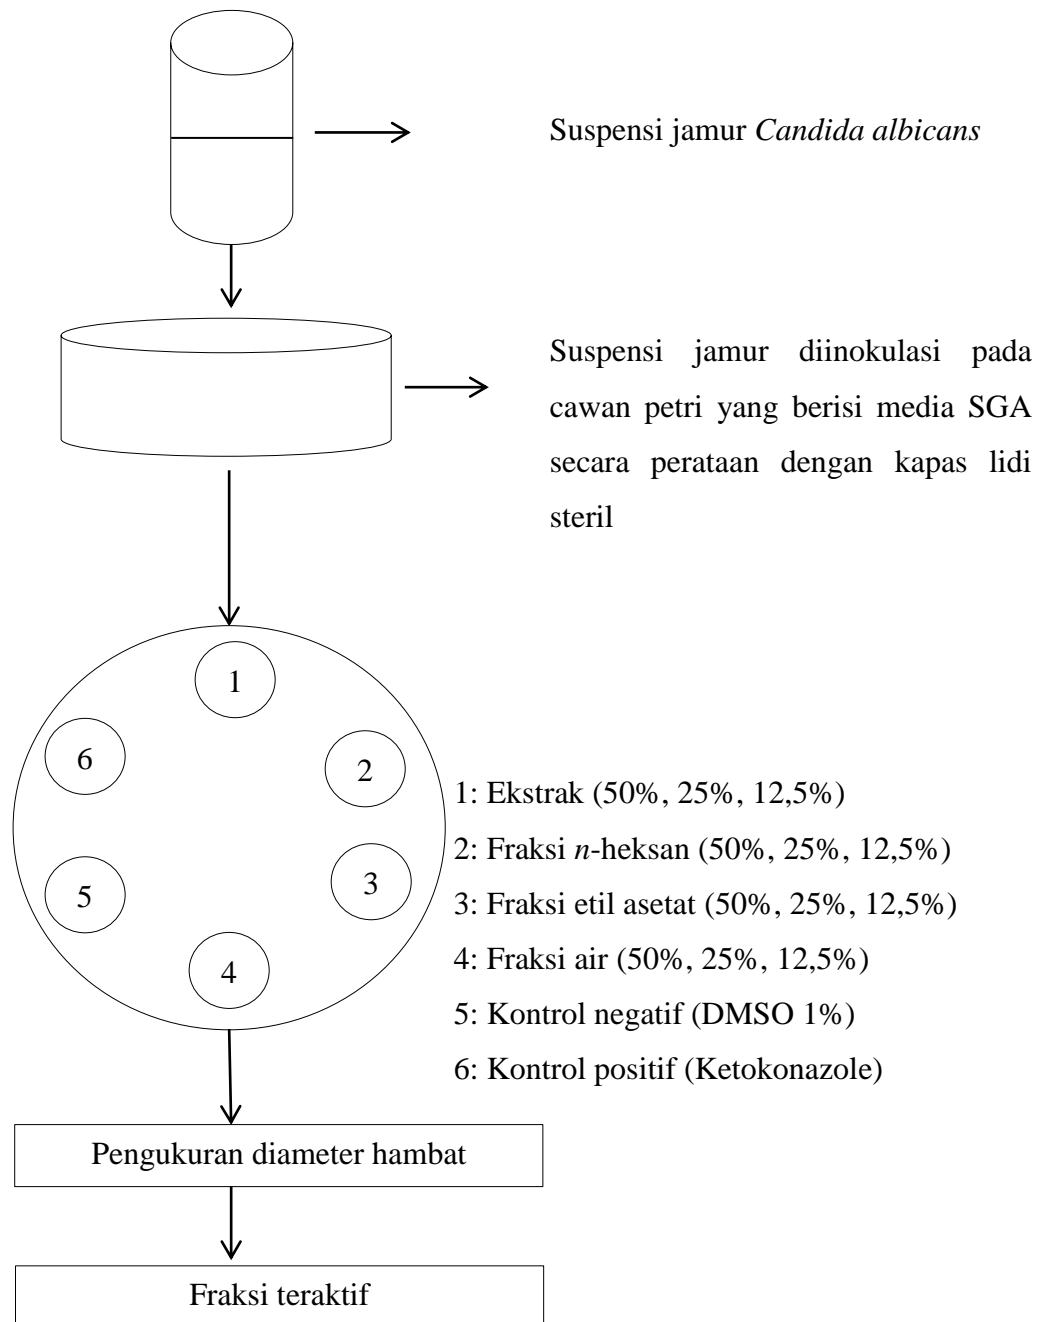 Suspensi jamur Candida albicans
Suspensi jamur diinokulasi pada
cawan petri yang berisi media SGA
secara perataan dengan kapas lidi
steril
1
6
2
5
3
4
1: Ekstrak (50%, 25%, 12,5%)
2: Fraksi n-heksan (50%, 25%, 12,5%)
3: Fraksi etil asetat (50%, 25%, 12,5%)
4: Fraksi air (50%, 25%, 12,5%)
5: Kontrol negatif (DMSO 1%)
6: Kontrol positif (Ketokonazole)
Pengukuran diameter hambat
Fraksi teraktif